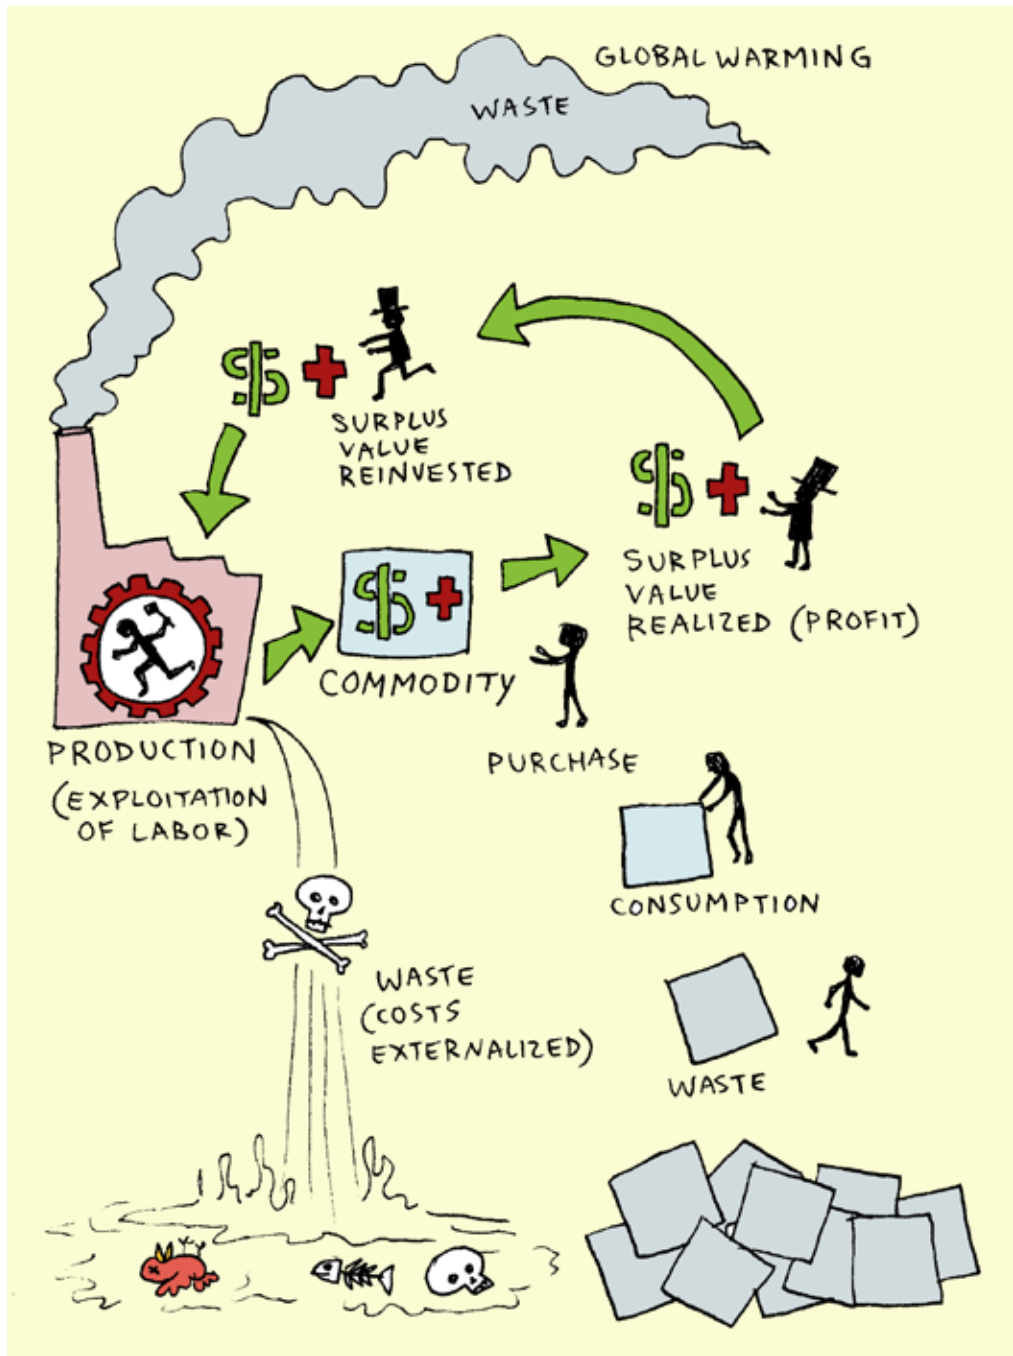 GLOBAL WARMING
WASTE
$ +
SURPLUS
VALUE
REINVESTED
$ +
SURPLUS
VALUE
REALIZED (PROFIT)
$ +
COMMODITY
PRODUCTION
(EXPLOITATION
OF LABOR)
PURCHASE
CONSUMPTION
WASTE
(COSTS
EXTERNALIZED)
WASTE